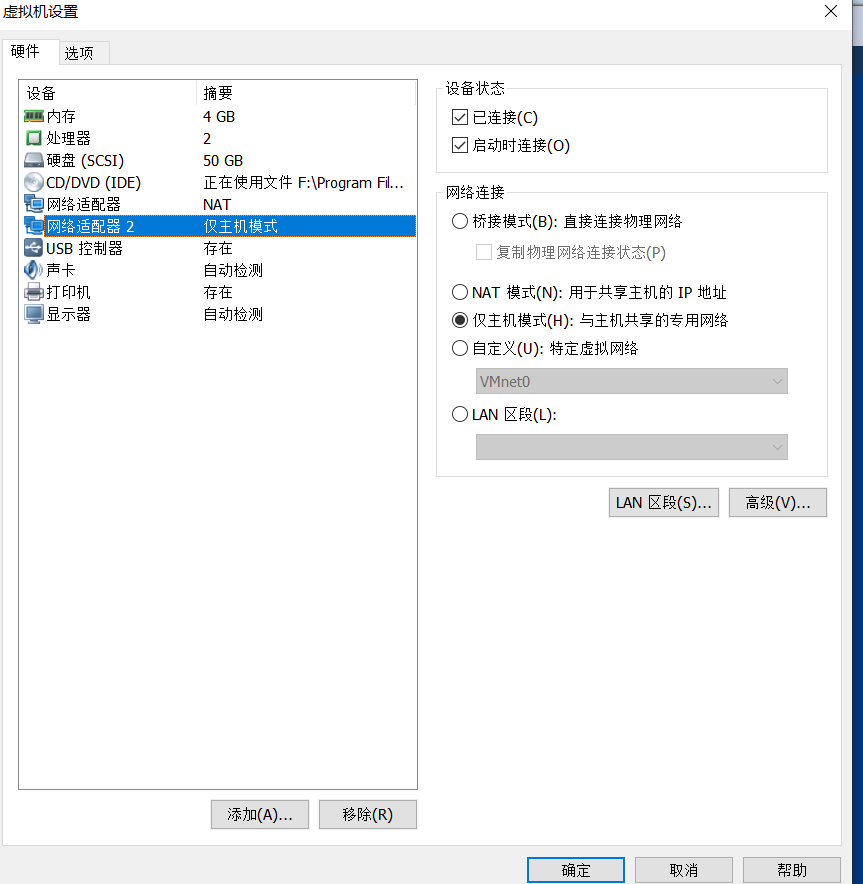 虚拟机设置
硬件 选项
设备 摘要
内存 4 GB
处理器 2
硬盘 (SCSI) 50 GB
CD/DVD (IDE) 正在使用文件 F:\Program Fil...
网络适配器 NAT
网络适配器 2 仅主机模式
USB 控制器 存在
声卡 自动检测
打印机 存在
显示器 自动检测
添加(A)... 移除(R)
设备状态
已连接(C)
启动时连接(O)
网络连接
桥接模式(B): 直接连接物理网络
复制物理网络连接状态(P)
NAT 模式(N): 用于共享主机的 IP 地址
仅主机模式(H): 与主机共享的专用网络
自定义(U): 特定虚拟网络
VMnet0
LAN 区段(L):
LAN 区段(S)... 高级(V)...
确定 取消 帮助